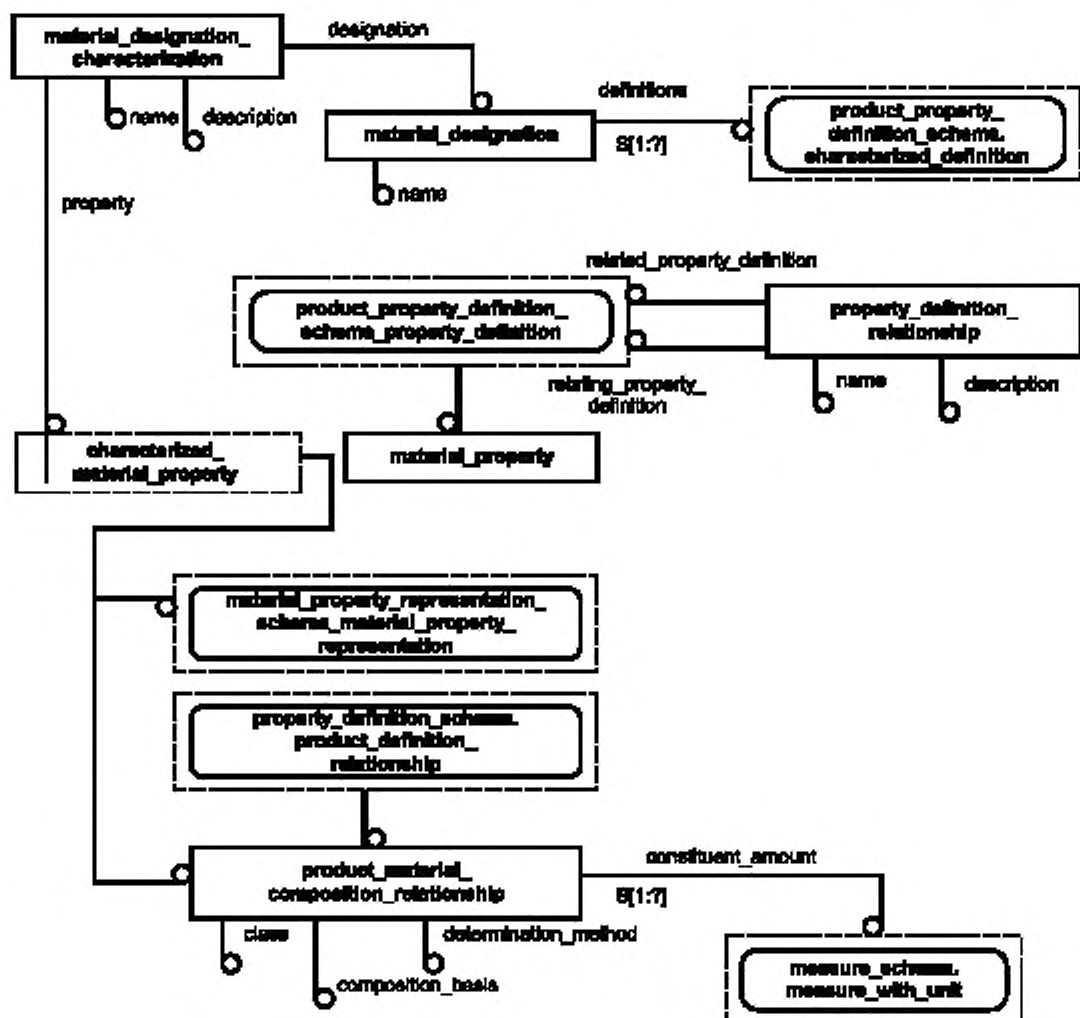 material_designation_
characterization
designation
name
description
definitions
material_designation
S[1:?]
product_property_
definition_schema.
characterized_definition
name
property
related_property_definition
product_property_definition_
schema_property_definition
property_definition_
relationship
relating_property_
definition
name
description
characterized_
material_property
material_property
material_property_representation_
schema_material_property_
representation
property_definition_schema.
product_definition_
relationship
product_material_
composition_relationship
constituent_amount
S[1:?]
class
determination_method
composition_basis
measure_schema.
measure_with_unit